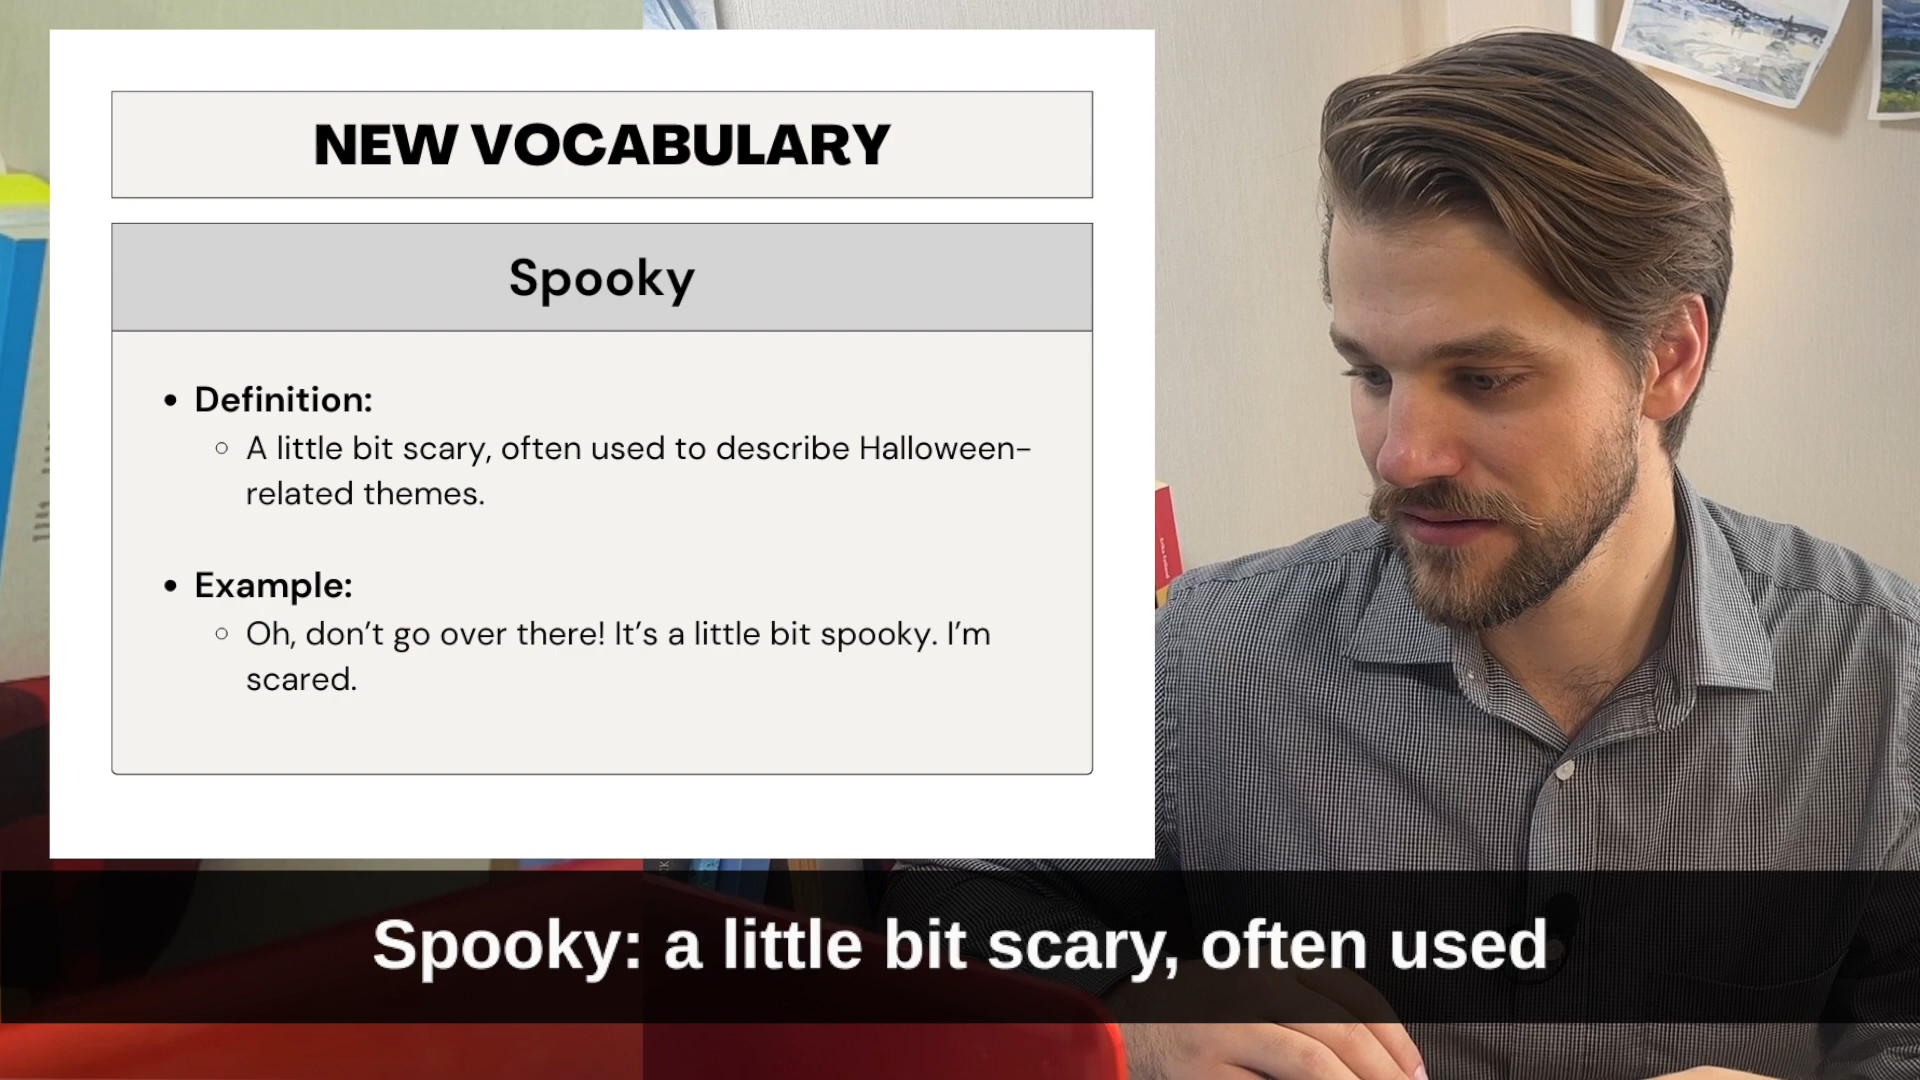 NEW VOCABULARY
Spooky
• Definition:
○ A little bit scary, often used to describe Halloween-
related themes.
• Example:
○ Oh, don’t go over there! It’s a little bit spooky. I’m
scared.
Spooky: a little bit scary, often used